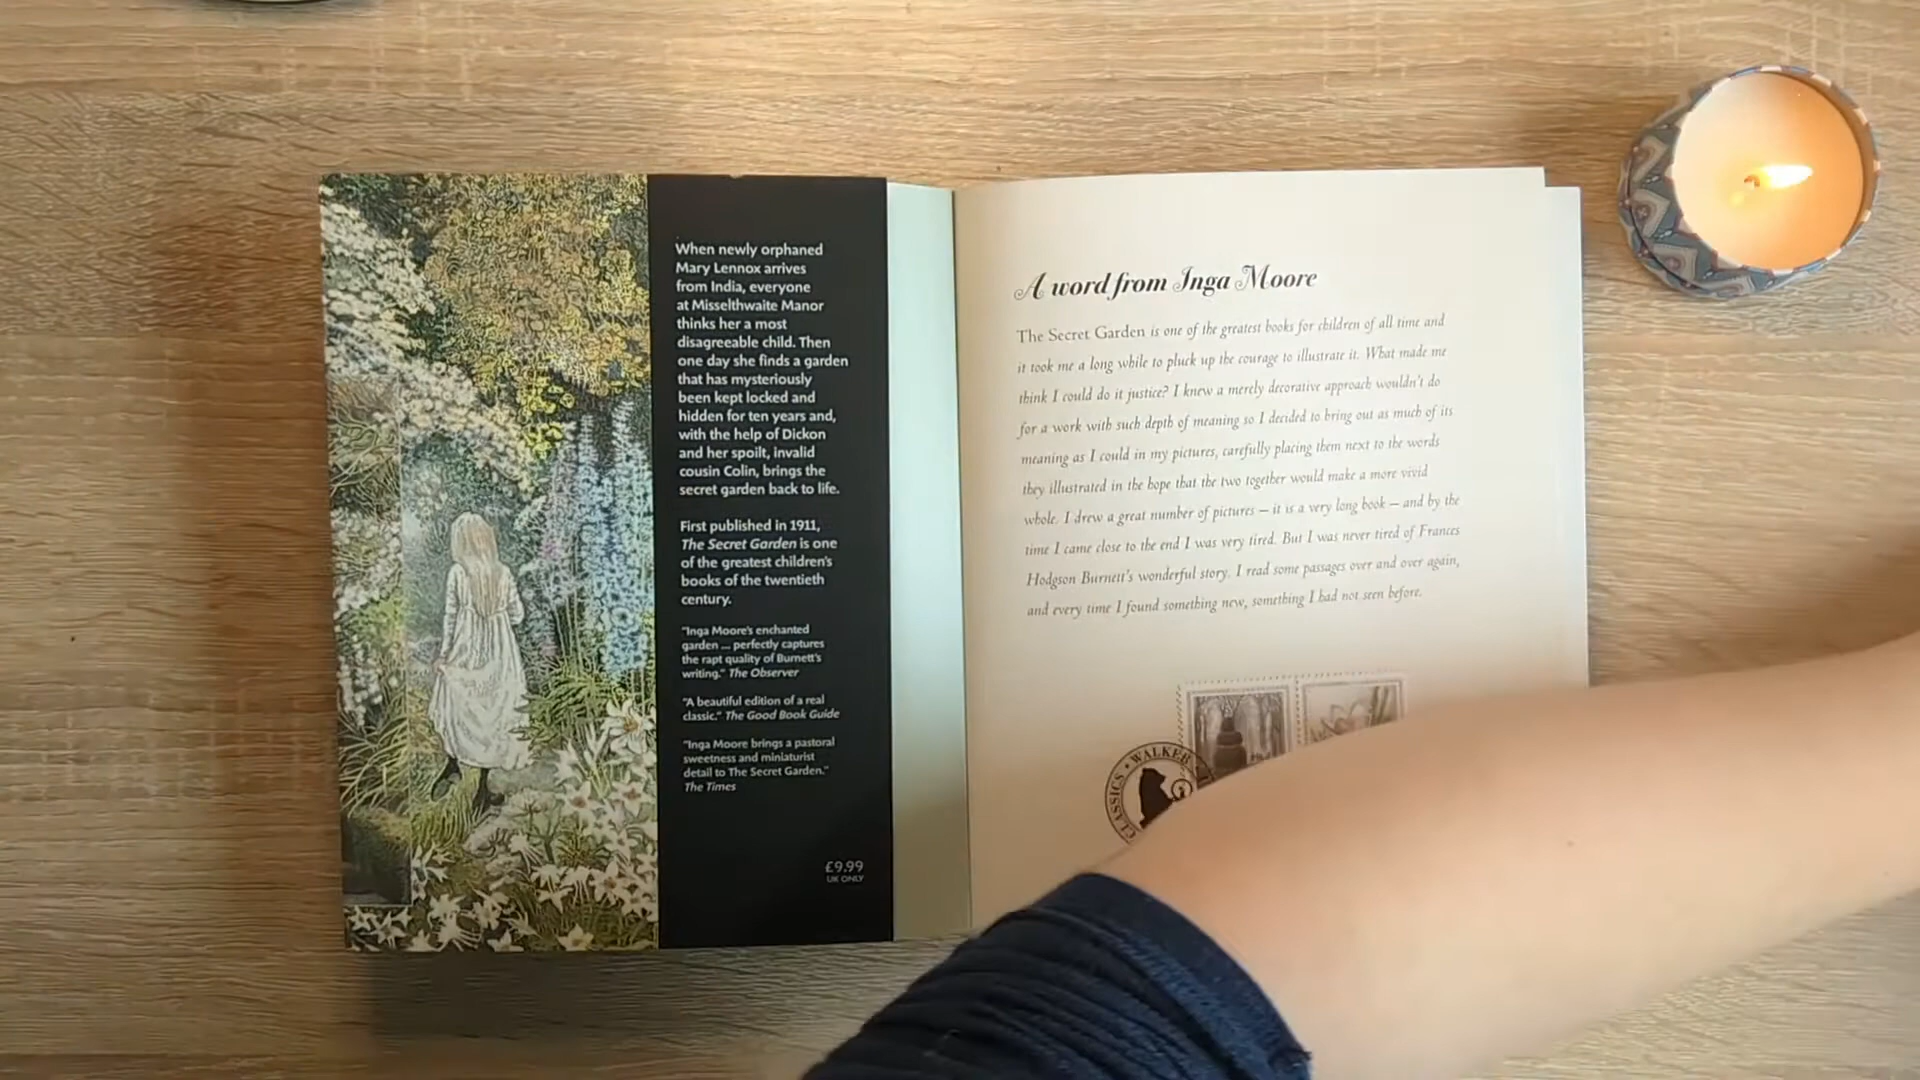 When newly orphaned
Mary Lennox arrives
from India, everyone
at Misselthwaite Manor
thinks her a most
disagreeable child. Then
one day she finds a garden
that has mysteriously
been kept locked and
hidden for ten years and,
with the help of Dickon
and her spoilt, invalid
cousin Colin, brings the
secret garden back to life.
First published in 1911,
The Secret Garden is one
of the greatest children's
books of the twentieth
century.
"Inga Moore's enchanted
garden ... perfectly captures
the rapt quality of Burnett's
writing." The Observer
"A beautiful edition of a real
classic." The Good Book Guide
"Inga Moore brings a pastoral
sweetness and miniaturist
detail to The Secret Garden."
The Times
£9.99
UK ONLY
A word from Inga Moore
The Secret Garden is one of the greatest books for children of all time and
it took me a long while to pluck up the courage to illustrate it. What made me
think I could do it justice? I knew a merely decorative approach wouldn't do
for a work with such depth of meaning so I decided to bring out as much of its
meaning as I could in my pictures, carefully placing them next to the words
they illustrated in the hope that the two together would make a more vivid
whole. I drew a great number of pictures – it is a very long book – and by the
time I came close to the end I was very tired. But I was never tired of Frances
Hodgson Burnett's wonderful story. I read some passages over and over again,
and every time I found something new, something I had not seen before.
CLASSICS • WALKER